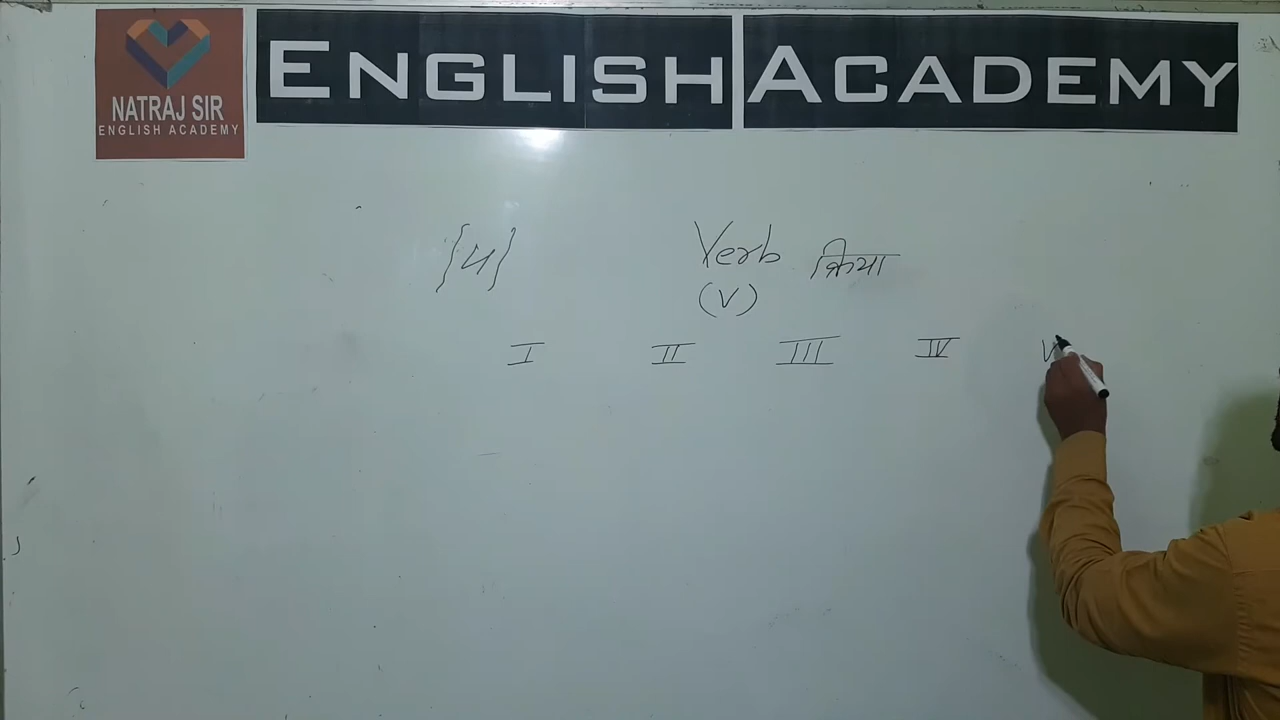 NATRAJ SIR
ENGLISH ACADEMY
ENGLISH ACADEMY
[4] Verb क्रिया
(V)
I II III IV V